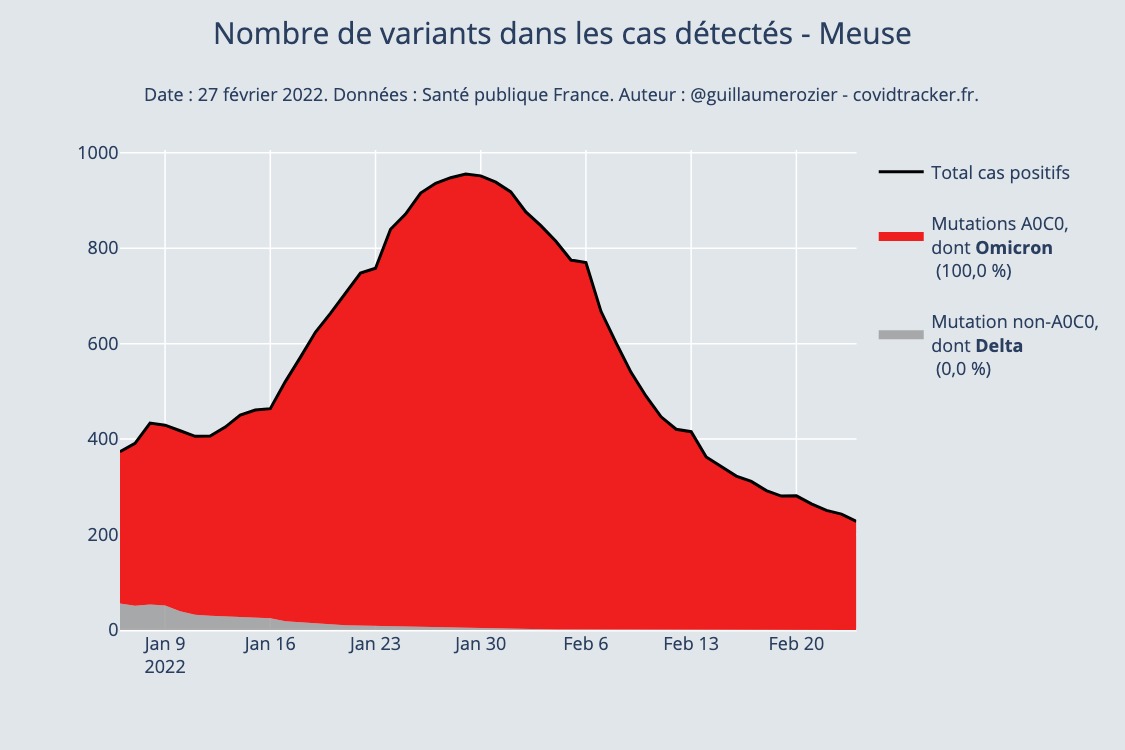 Nombre de variants dans les cas détectés - Meuse
Date : 27 février 2022. Données : Santé publique France. Auteur : @guillaumerozier - covidtracker.fr.
1000
800
600
400
200
0
Jan 9
2022
Jan 16
Jan 23
Jan 30
Feb 6
Feb 13
Feb 20
Total cas positifs
Mutations A0C0,
dont Omicron
(100,0 %)
Mutation non-A0C0,
dont Delta
(0,0 %)